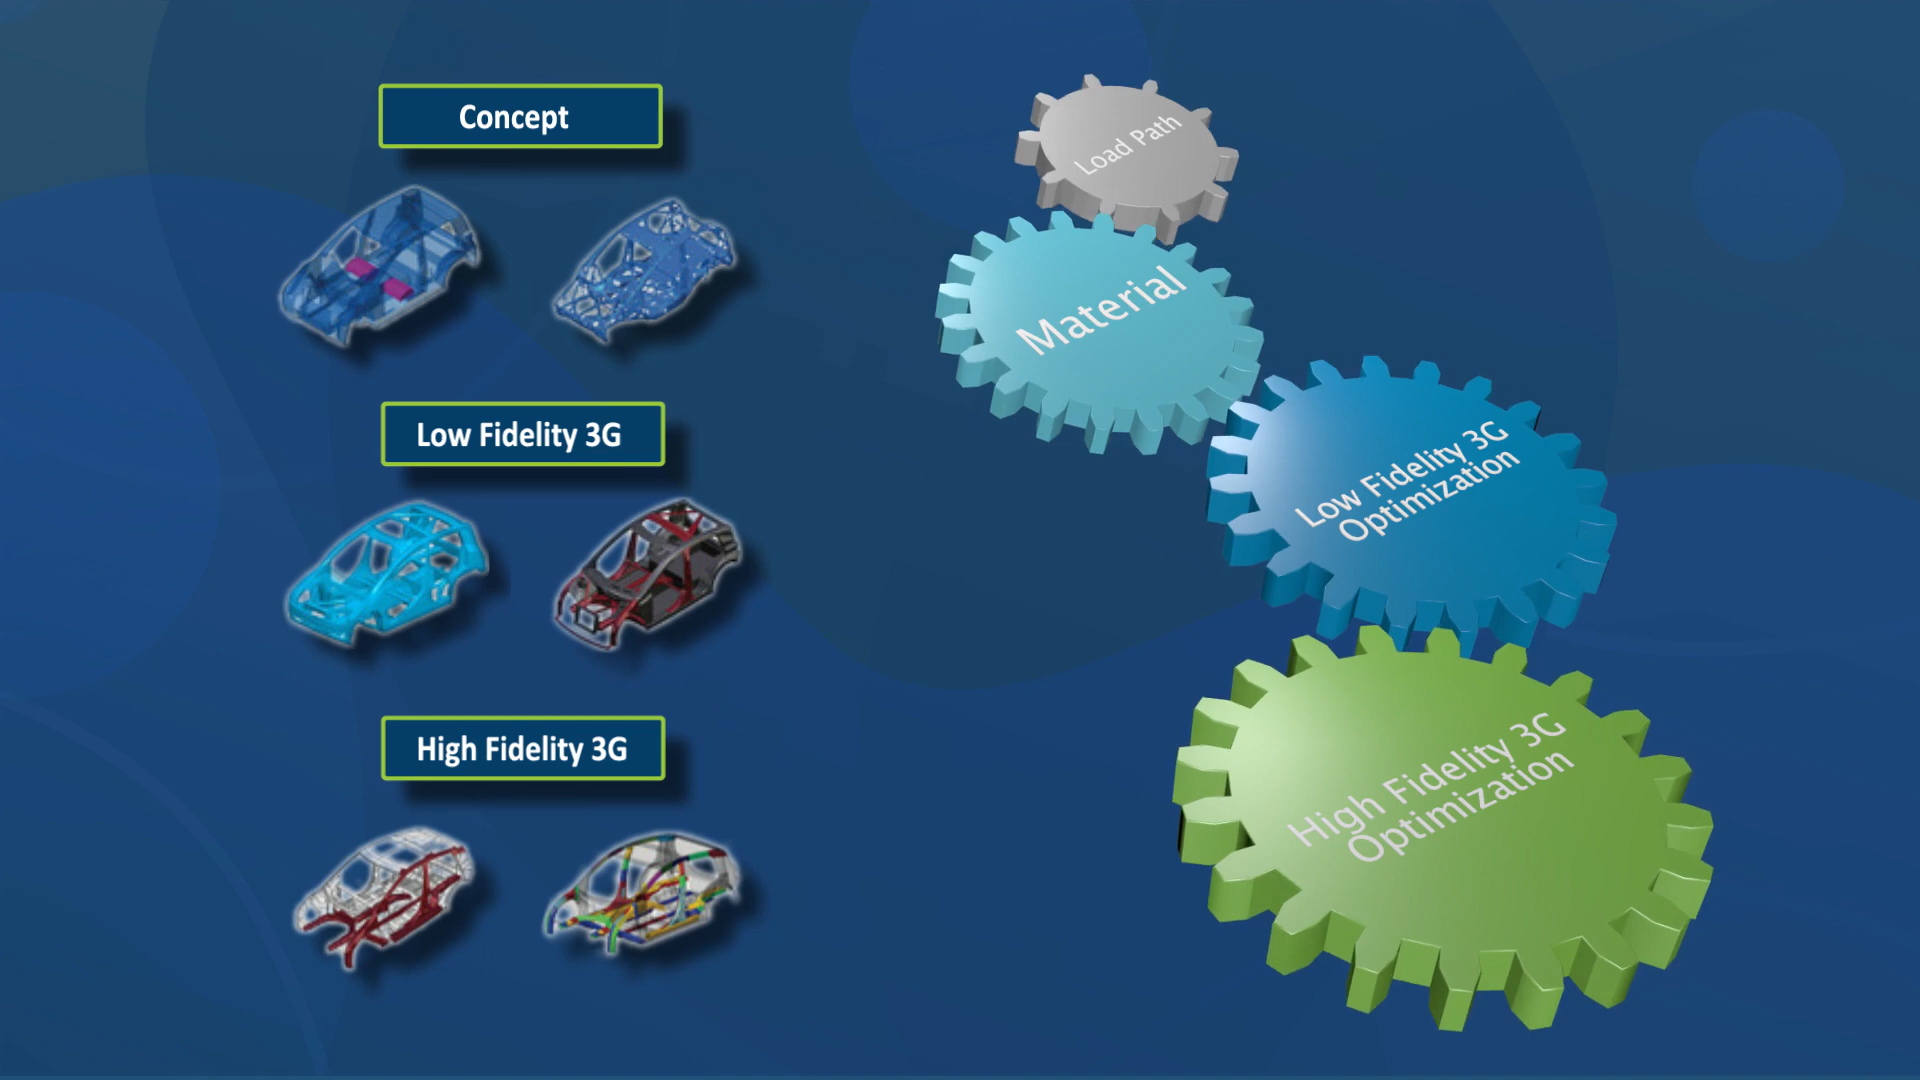 Concept
Low Fidelity 3G
High Fidelity 3G
Load Path
Material
Low Fidelity 3G
Optimization
High Fidelity 3G
Optimization